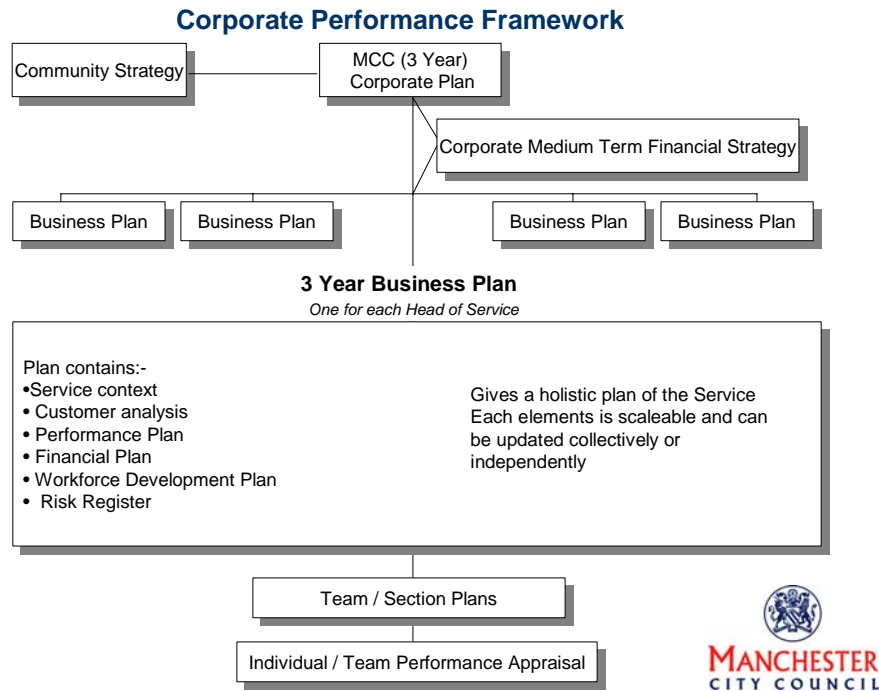 Corporate Performance Framework
Community Strategy
MCC (3 Year)
Corporate Plan
Corporate Medium Term Financial Strategy
Business Plan
Business Plan
Business Plan
Business Plan
3 Year Business Plan
One for each Head of Service
Plan contains:-
•Service context
• Customer analysis
• Performance Plan
• Financial Plan
• Workforce Development Plan
• Risk Register
Gives a holistic plan of the Service
Each elements is scaleable and can
be updated collectively or
independently
Team / Section Plans
Individual / Team Performance Appraisal
MANCHESTER
CITY COUNCIL